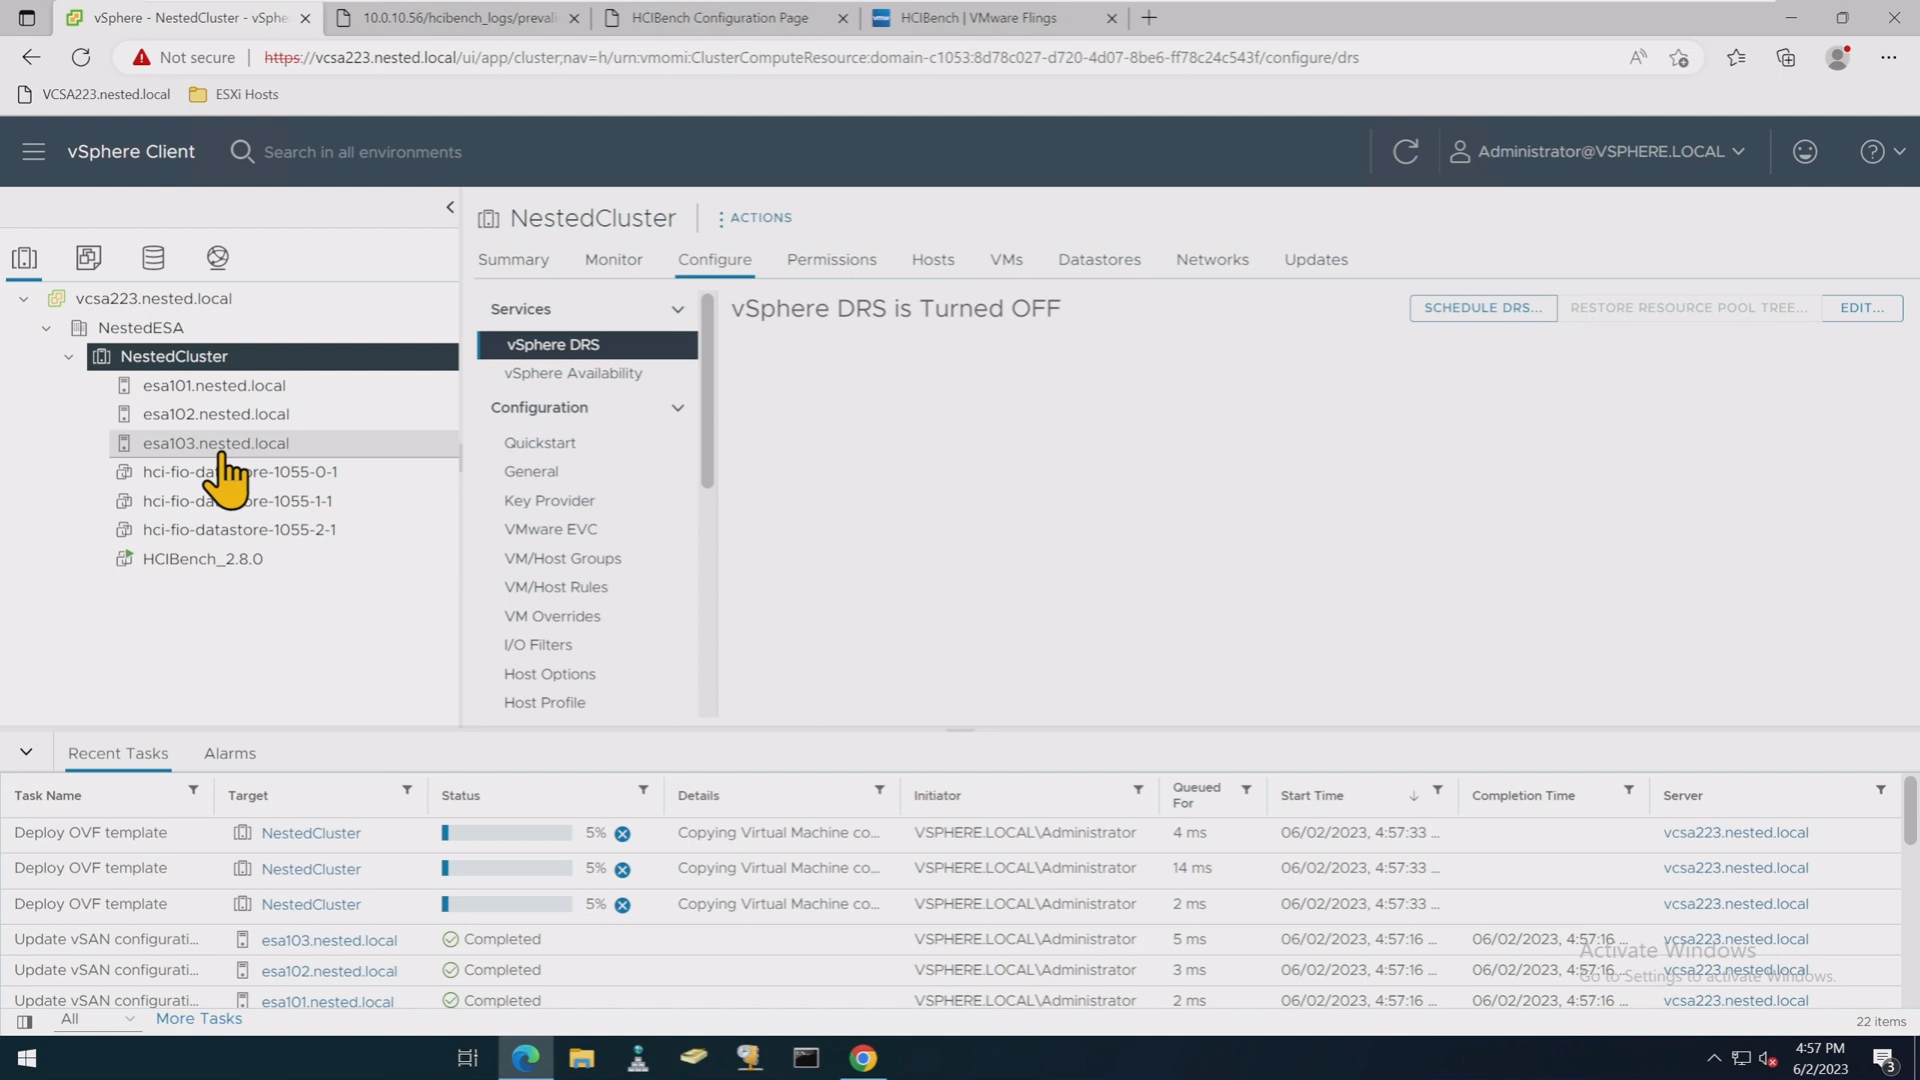 vSphere - NestedCluster - vSphe
10.0.10.56/hcibench_logs/prevali
HCIBench Configuration Page
HCIBench | VMware Flings
Not secure
https://vcsa223.nested.local/ui/app/cluster;nav=h/urn:vmomi:ClusterComputeResource:domain-c1053:8d78c027-d720-4d07-8be6-ff78c24c543f/configure/drs
VCSA223.nested.local
ESXi Hosts
vSphere Client
Search in all environments
Administrator@VSPHERE.LOCAL
NestedCluster
ACTIONS
Summary
Monitor
Configure
Permissions
Hosts
VMs
Datastores
Networks
Updates
vcsa223.nested.local
NestedESA
NestedCluster
esa101.nested.local
esa102.nested.local
esa103.nested.local
hci-fio-da re-1055-0-1
hci-fio-da ore-1055-1-1
hci-fio-datastore-1055-2-1
HCIBench_2.8.0
Services
vSphere DRS
vSphere Availability
Configuration
Quickstart
General
Key Provider
VMware EVC
VM/Host Groups
VM/Host Rules
VM Overrides
I/O Filters
Host Options
Host Profile
vSphere DRS is Turned OFF
SCHEDULE DRS...
RESTORE RESOURCE POOL TREE...
EDIT...
Recent Tasks
Alarms
Task Name Target Status Details Initiator Queued For Start Time Completion Time Server
Deploy OVF template NestedCluster 5% Copying Virtual Machine co... VSPHERE.LOCAL\Administrator 4 ms 06/02/2023, 4:57:33 ... vcsa223.nested.local
Deploy OVF template NestedCluster 5% Copying Virtual Machine co... VSPHERE.LOCAL\Administrator 14 ms 06/02/2023, 4:57:33 ... vcsa223.nested.local
Deploy OVF template NestedCluster 5% Copying Virtual Machine co... VSPHERE.LOCAL\Administrator 2 ms 06/02/2023, 4:57:33 ... vcsa223.nested.local
Update vSAN configurati... esa103.nested.local Completed VSPHERE.LOCAL\Administrator 5 ms 06/02/2023, 4:57:16 ... 06/02/2023, 4:57:16 ... vcsa223.nested.local
Update vSAN configurati... esa102.nested.local Completed VSPHERE.LOCAL\Administrator 3 ms 06/02/2023, 4:57:16 ... 06/02/2023, 4:57:16 ... vcsa223.nested.local
Update vSAN configurati... esa101.nested.local Completed VSPHERE.LOCAL\Administrator 2 ms 06/02/2023, 4:57:16 ... 06/02/2023, 4:57:16 ... vcsa223.nested.local
Activate Windows
Go to Settings to activate Windows.
All
More Tasks
22 items
4:57 PM
6/2/2023
3